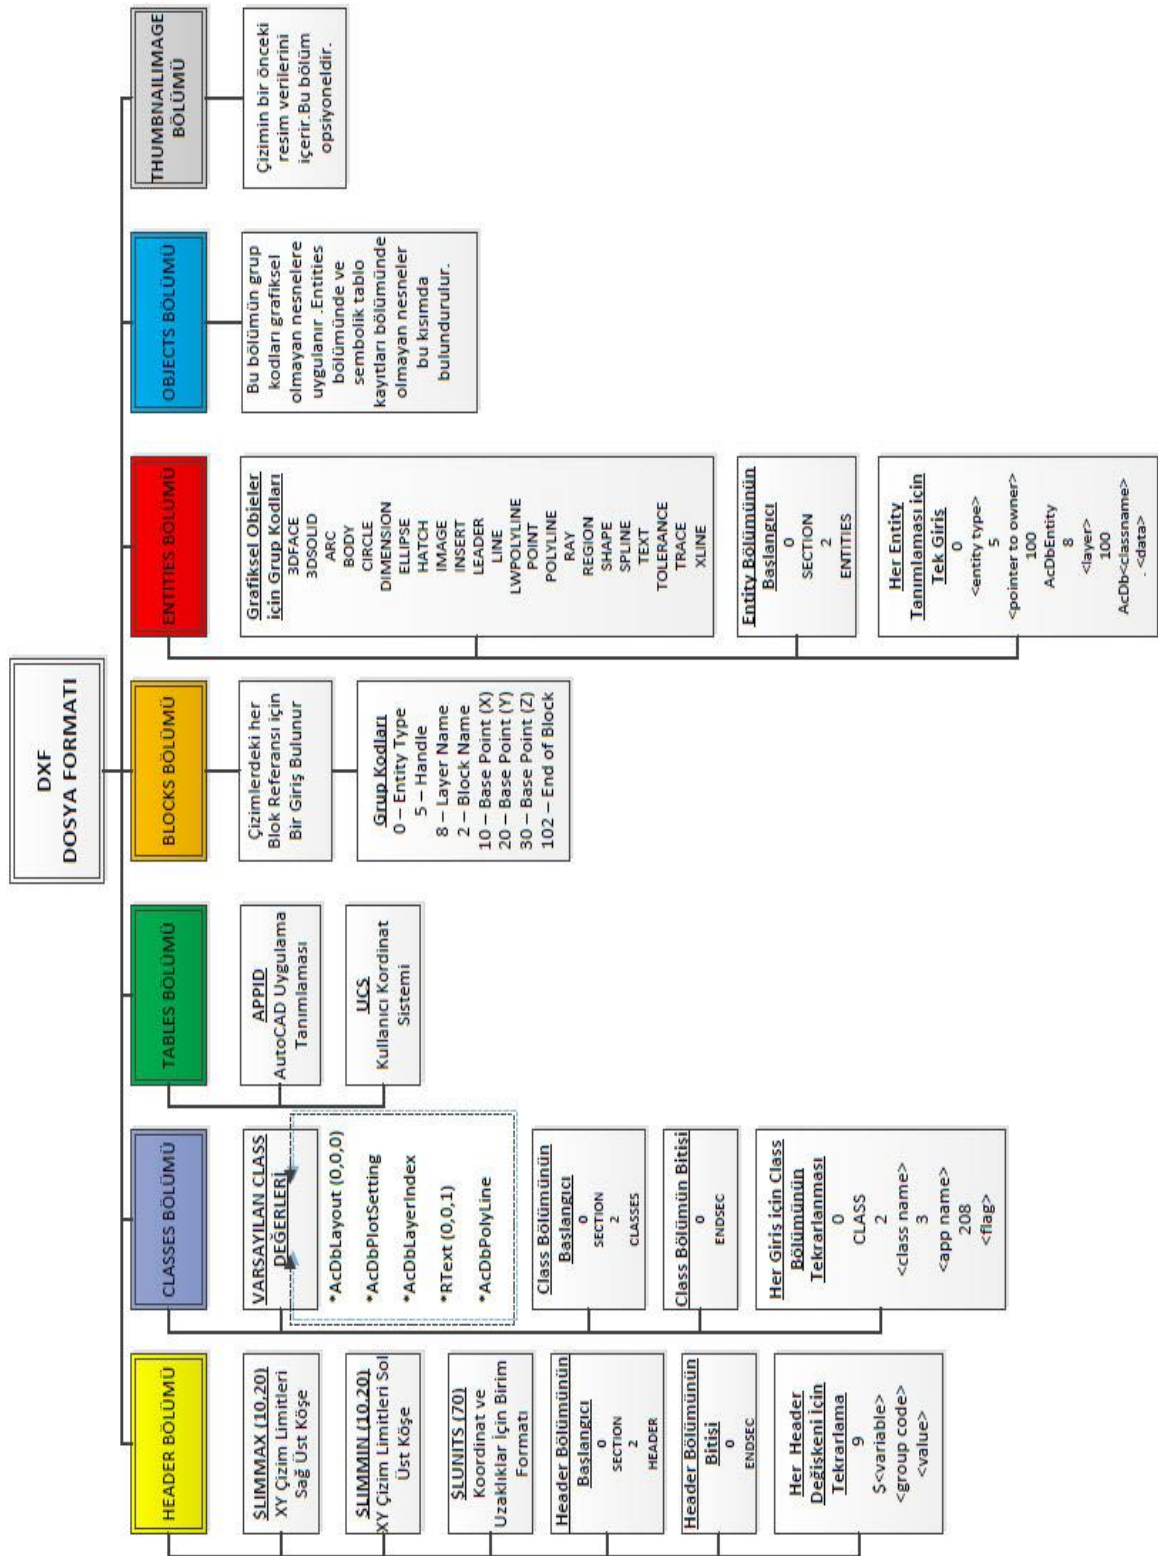 DXF
DOSYA FORMATI
HEADER BÖLÜMÜ
$LIMMAX (10,20)
XY Çizim Limitleri
Sağ Üst Köşe
$LIMMIN (10,20)
XY Çizim Limitleri Sol
Üst Köşe
$LUNITS (70)
Koordinat ve
Uzaklıklar İçin Birim
Formatı
Header Bölümünün
Başlangıcı
0
SECTION
2
HEADER
Header Bölümünün
Bitişi
0
ENDSEC
Her Header
Değişkeni İçin
Tekrarlama
9
$<variable>
<group code>
<value>
CLASSES BÖLÜMÜ
VARSAYILAN CLASS
DEĞERLERİ
*AcDbLayout (0,0,0)
*AcDbPlotSetting
*AcDbLayerIndex
*RText (0,0,1)
*AcDbPolyLine
Class Bölümünün
Başlangıcı
0
SECTION
2
CLASSES
Class Bölümün Bitişi
0
ENDSEC
Her Giriş için Class
Bölümünün
Tekrarlanması
0
CLASS
2
<class name>
3
<app name>
208
<flag>
TABLES BÖLÜMÜ
APPID
AutoCAD Uygulama
Tanımlaması
UCS
Kullanıcı Kordinat
Sistemi
BLOCKS BÖLÜMÜ
Çizimlerdeki her
Blok Referansı için
Bir Giriş Bulunur
Grup Kodları
0 – Entity Type
5 – Handle
8 – Layer Name
2 – Block Name
10 – Base Point (X)
20 – Base Point (Y)
30 – Base Point (Z)
102 – End of Block
ENTITIES BÖLÜMÜ
Grafiksel Objeler
için Grup Kodları
3DFACE
3DSOLID
ARC
BODY
CIRCLE
DIMENSION
ELLIPSE
HATCH
IMAGE
INSERT
LEADER
LINE
LWPOLYLINE
POINT
POLYLINE
RAY
REGION
SHAPE
SPLINE
TEXT
TOLERANCE
TRACE
XLINE
Entity Bölümünün
Başlangıcı
0
SECTION
2
ENTITIES
Her Entity
Tanımlaması için
Tek Giriş
0
<entity type>
5
<pointer to owner>
100
AcDbEntity
8
<layer>
100
AcDb<classname>
. <data>
OBJECTS BÖLÜMÜ
Bu bölümün grup
kodları grafiksel
olmayan nesnelere
uygulanır .Entities
bölümünde ve
sembolik tablo
kayıtları bölümünde
olmayan nesneler
bu kısımda
bulundurulur.
THUMBNAILIMAGE
BÖLÜMÜ
Çizimin bir önceki
resim verilerini
içerir.Bu bölüm
opsiyoneldir.